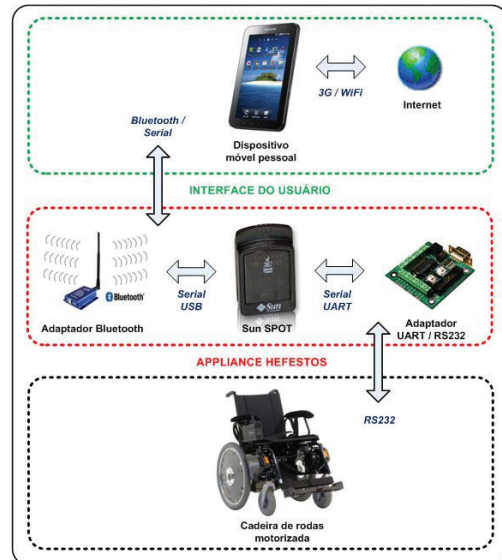 3G / WiFi
Internet
Bluetooth /
Serial
Dispositivo
móvel pessoal
INTERFACE DO USUÁRIO
Bluetooth
Serial
USB
Sun
Serial
UART
Adaptador Bluetooth
Sun SPOT
Adaptador
UART / RS232
APPLIANCE HEFESTOS
RS232
Cadeira de rodas
motorizada